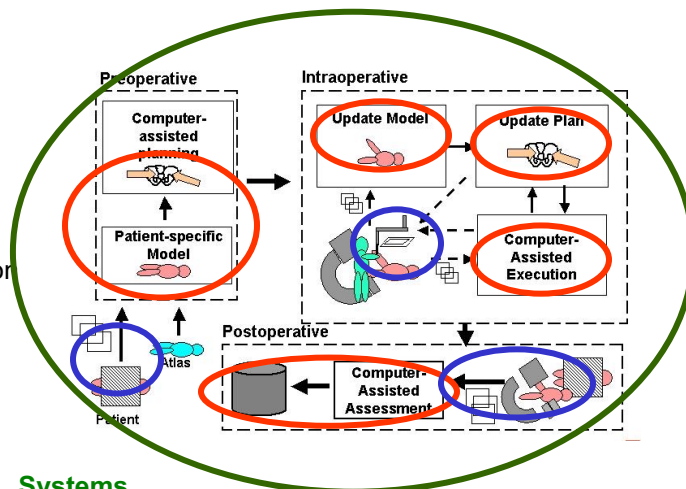 Preoperative
Computer-
assisted
planning
Patient-specific
Model
Atlas
Patient
Intraoperative
Update Model
Update Plan
Computer-
Assisted
Execution
Postoperative
Computer-
Assisted
Assessment
Systems